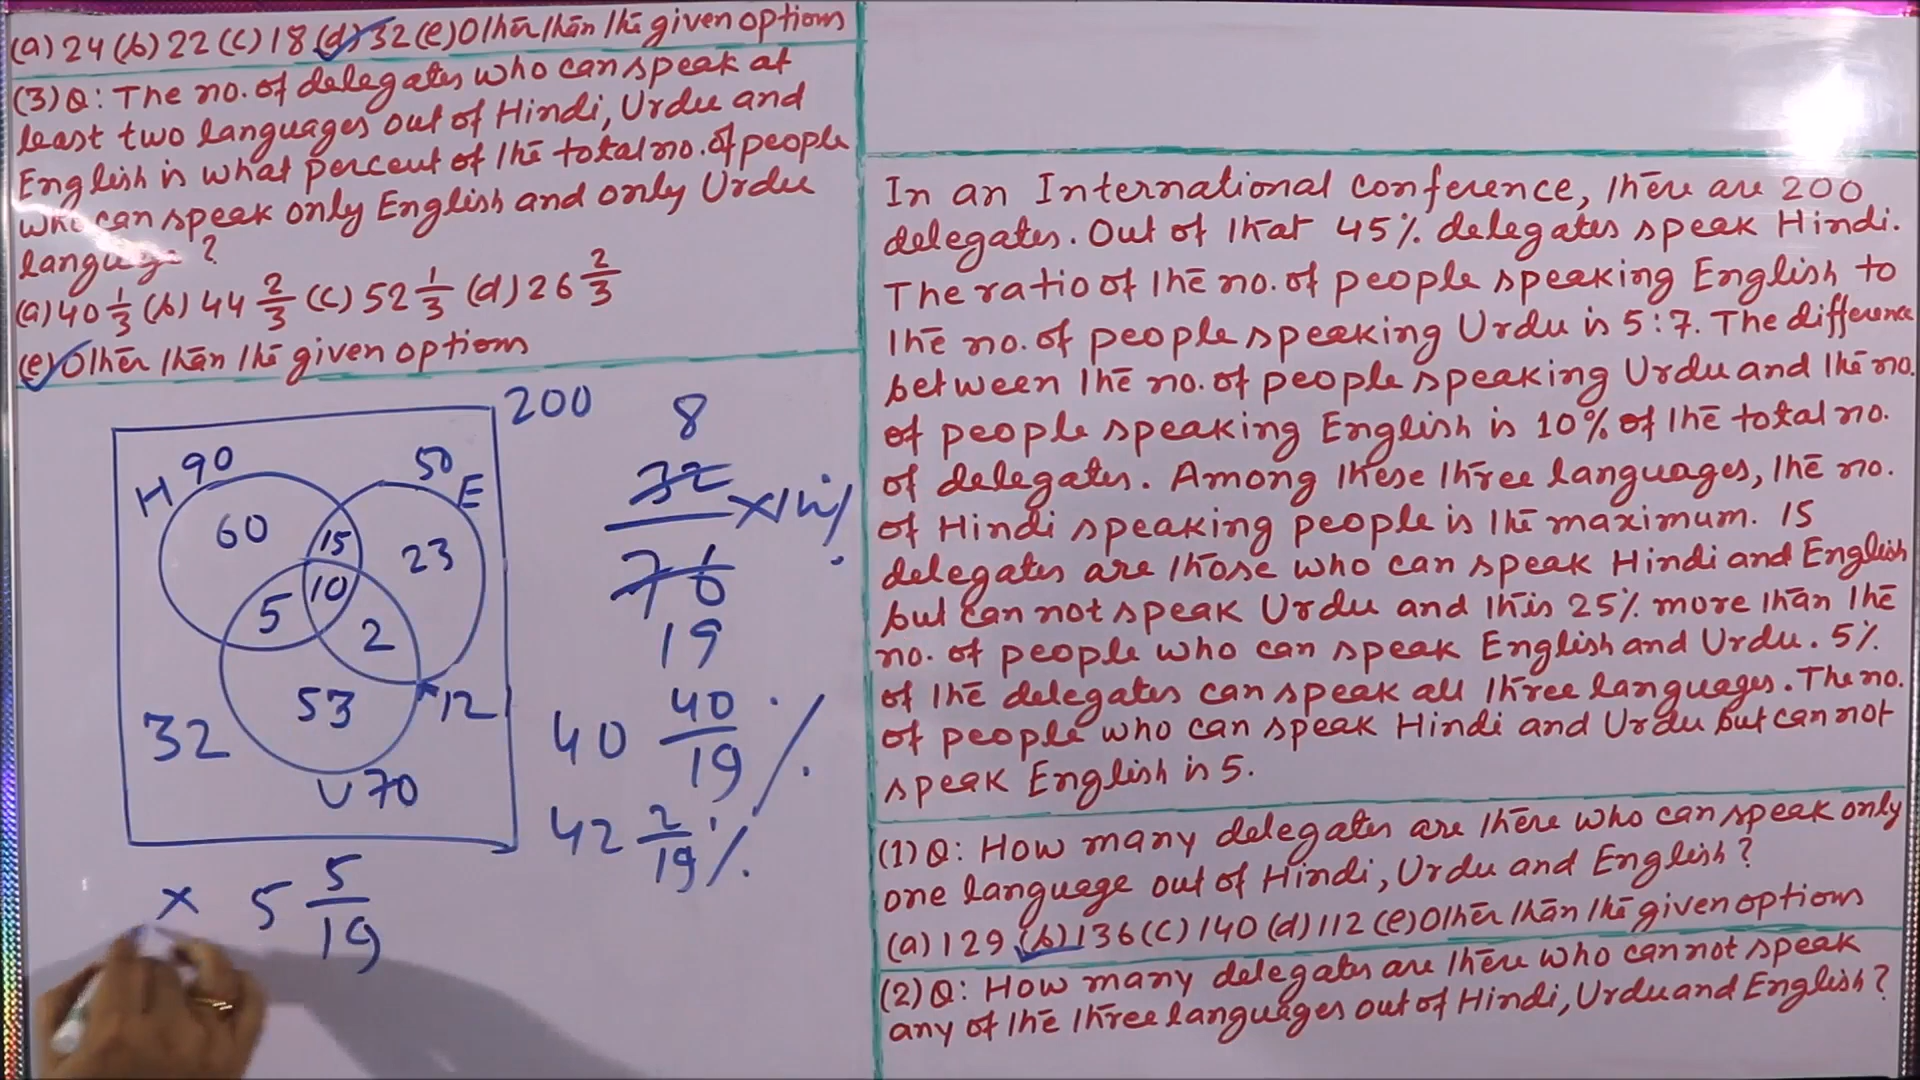 (a) 24 (b) 22 (c) 18 (d) 32 (e) Other than the given options
(3) Q: The no. of delegates who can speak at
least two languages out of Hindi, Urdu and
English is what percent of the total no. of people
who can speak only English and only Urdu
language?
(a) 40 1/3 (b) 44 2/3 (c) 52 1/3 (d) 26 2/3
(e) Other than the given options
200
H 90
50 E
60
15
23
10
5
2
53
12
32
U 70
8
32
76
19
40 40/19 %
42 2/19 %
x 5 5/19
In an International conference, there are 200
delegates. Out of that 45% delegates speak Hindi.
The ratio of the no. of people speaking English to
the no. of people speaking Urdu is 5:7. The difference
between the no. of people speaking Urdu and the no.
of people speaking English is 10% of the total no.
of delegates. Among these three languages, the no.
of Hindi speaking people is the maximum. 15
delegates are those who can speak Hindi and English
but can not speak Urdu and this 25% more than the
no. of people who can speak English and Urdu. 5%
of the delegates can speak all three languages. The no.
of people who can speak Hindi and Urdu but can not
speak English is 5.
(1) Q: How many delegates are there who can speak only
one language out of Hindi, Urdu and English?
(a) 129 (b) 136 (c) 140 (d) 112 (e) Other than the given options
(2) Q: How many delegates are there who can not speak
any of the three languages out of Hindi, Urdu and English?